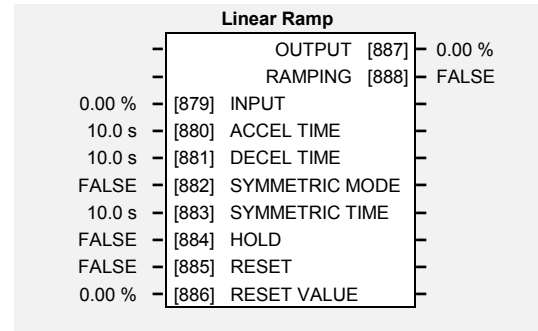 Linear Ramp
OUTPUT [887] 0.00 %
RAMPING [888] FALSE
0.00 % [879] INPUT
10.0 s [880] ACCEL TIME
10.0 s [881] DECEL TIME
FALSE [882] SYMMETRIC MODE
10.0 s [883] SYMMETRIC TIME
FALSE [884] HOLD
FALSE [885] RESET
0.00 % [886] RESET VALUE